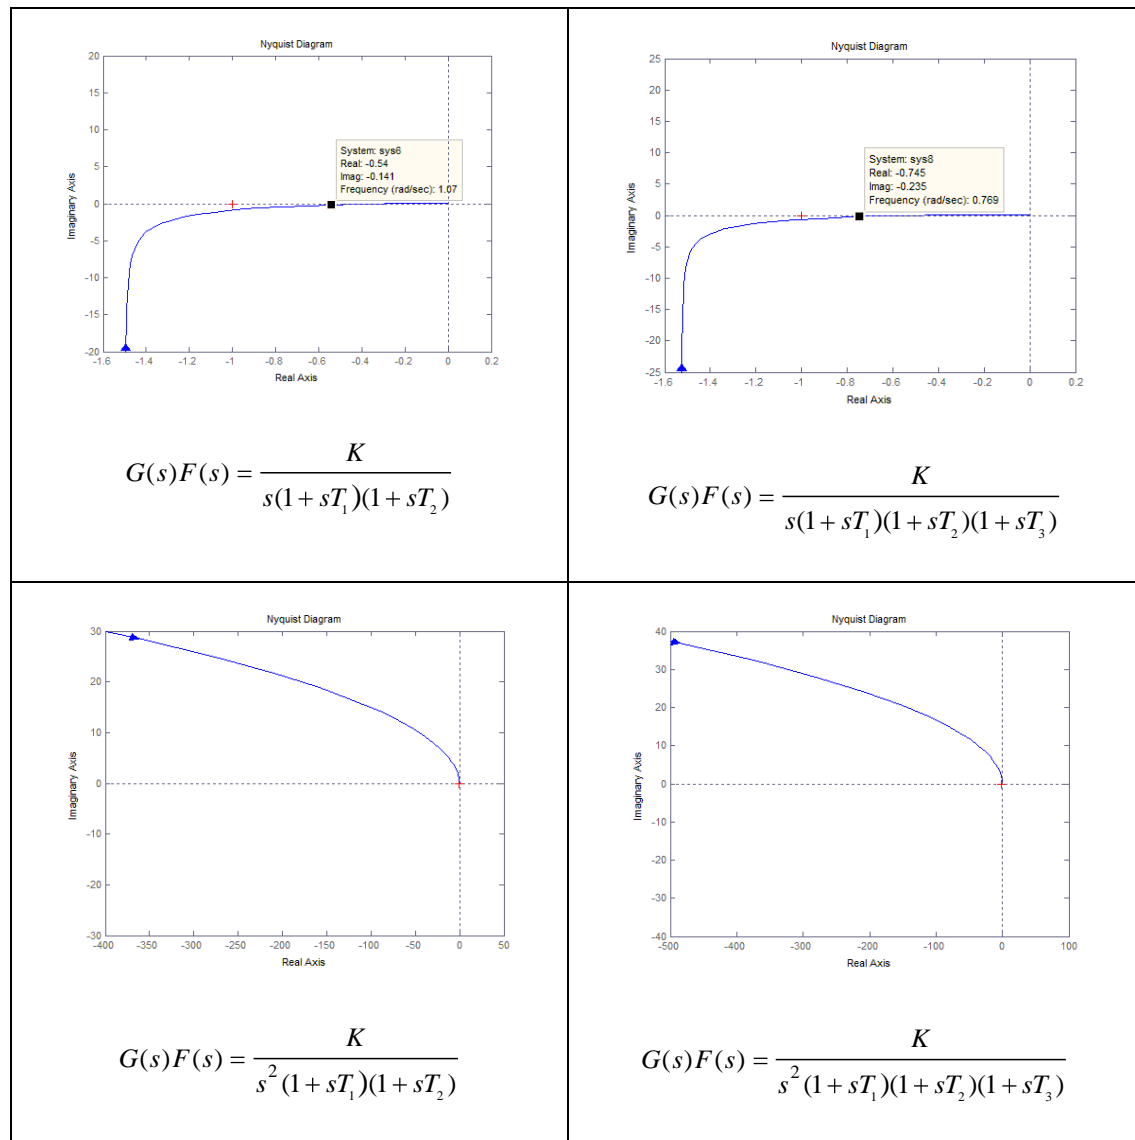 Nyquist Diagram
20
15
10
5
0
-5
-10
-15
-20
Imaginary Axis
System: sys6
Real: -0.54
Imag: -0.141
Frequency (rad/sec): 1.07
-1.6 -1.4 -1.2 -1 -0.8 -0.6 -0.4 -0.2 0 0.2
Real Axis
G(s)F(s) = K / s(1 + sT₁)(1 + sT₂)
Nyquist Diagram
25
20
15
10
5
0
-5
-10
-15
-20
-25
Imaginary Axis
System: sys8
Real: -0.745
Imag: -0.235
Frequency (rad/sec): 0.769
-1.6 -1.4 -1.2 -1 -0.8 -0.6 -0.4 -0.2 0 0.2
Real Axis
G(s)F(s) = K / s(1 + sT₁)(1 + sT₂)(1 + sT₃)
Nyquist Diagram
30
20
10
0
-10
-20
-30
Imaginary Axis
-400 -350 -300 -250 -200 -150 -100 -50 0 50
Real Axis
G(s)F(s) = K / s²(1 + sT₁)(1 + sT₂)
Nyquist Diagram
40
30
20
10
0
-10
-20
-30
-40
Imaginary Axis
-500 -400 -300 -200 -100 0 100
Real Axis
G(s)F(s) = K / s²(1 + sT₁)(1 + sT₂)(1 + sT₃)